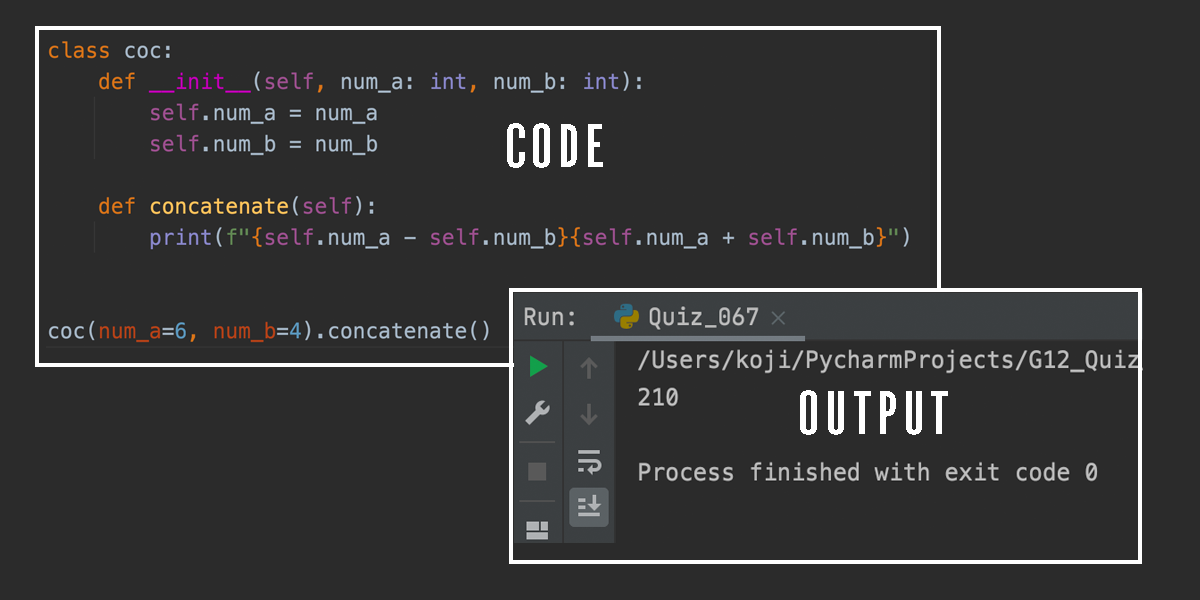 class coc:
    def __init__(self, num_a: int, num_b: int):
        self.num_a = num_a
        self.num_b = num_b
CODE
    def concatenate(self):
        print(f"{self.num_a - self.num_b}{self.num_a + self.num_b}")
coc(num_a=6, num_b=4).concatenate()
Run: Quiz_067 ×
/Users/koji/PycharmProjects/G12_Quiz
210
OUTPUT
Process finished with exit code 0